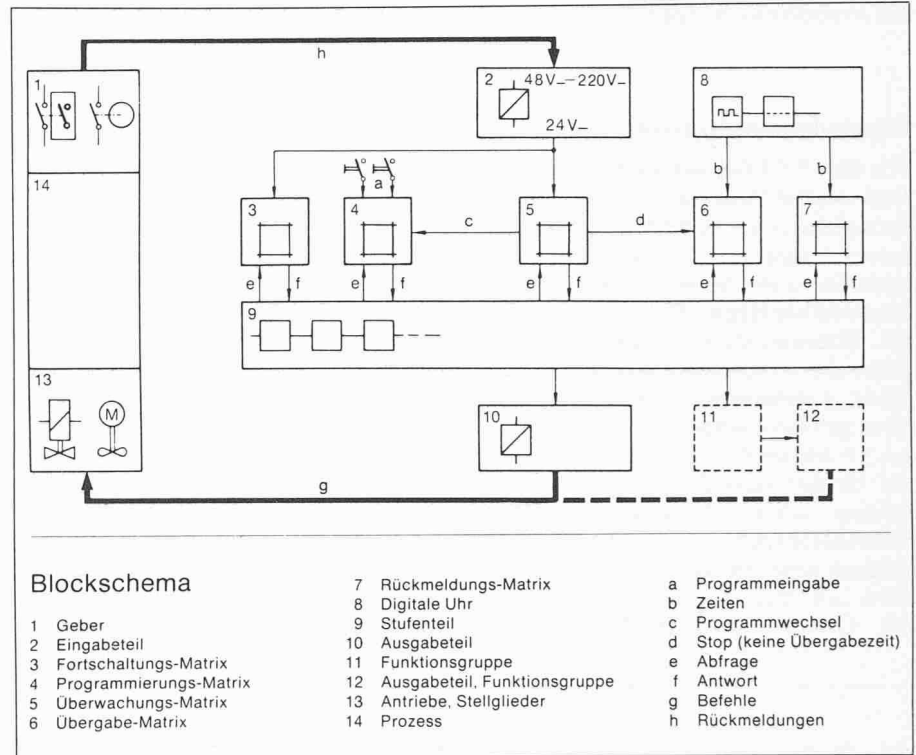 h
1
2 48V⎓–220V⎓
8
24V⎓
14
a
b b
3 4 c 5 d 6 7
e f e f e f e f e f
9
13
M
10 11 12
g
Blockschema
1 Geber
2 Eingabeteil
3 Fortschaltungs-Matrix
4 Programmierungs-Matrix
5 Überwachungs-Matrix
6 Übergabe-Matrix
7 Rückmeldungs-Matrix
8 Digitale Uhr
9 Stufenteil
10 Ausgabeteil
11 Funktionsgruppe
12 Ausgabeteil, Funktionsgruppe
13 Antriebe, Stellglieder
14 Prozess
a Programmeingabe
b Zeiten
c Programmwechsel
d Stop (keine Übergabezeit)
e Abfrage
f Antwort
g Befehle
h Rückmeldungen